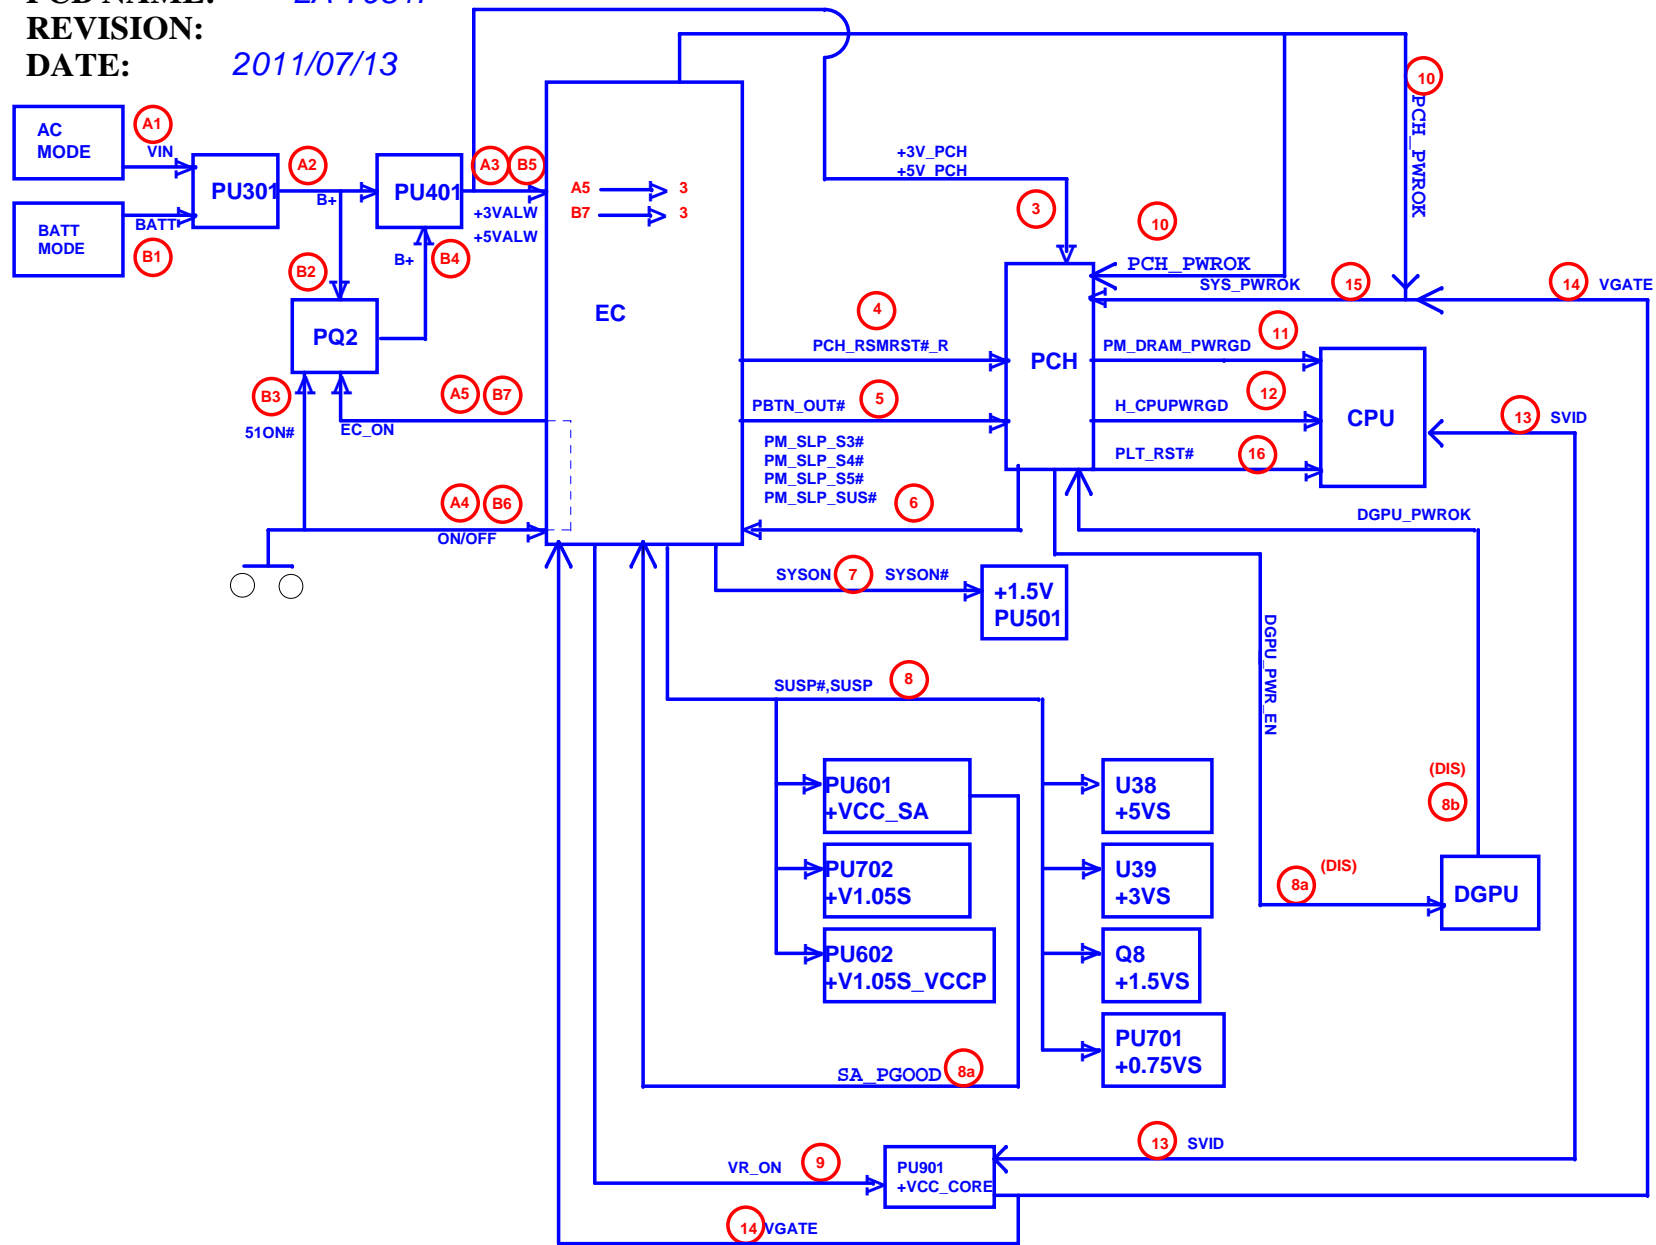 REVISION:
DATE: 2011/07/13
AC
MODE
A1
VIN
BATT
MODE
BATT
B1
PU301
A2
B+
B2
PU401
B+
B4
A3 B5
+3VALW
+5VALW
PQ2
B3
51ON#
A5 B7
EC_ON
A4 B6
ON/OFF
A5 3
B7 3
EC
+3V_PCH
+5V_PCH
3
10
PCH_PWROK
10
PCH_PWROK
SYS_PWROK
15
14
VGATE
4
PCH_RSMRST#_R
PCH
PM_DRAM_PWRGD
11
PBTN_OUT#
5
H_CPUPWRGD
12
CPU
13
SVID
PM_SLP_S3#
PM_SLP_S4#
PM_SLP_S5#
PM_SLP_SUS#
6
PLT_RST#
16
DGPU_PWROK
SYSON
7
SYSON#
+1.5V
PU501
DGPU_PWR_EN
SUSP#,SUSP
8
PU601
+VCC_SA
PU702
+V1.05S
PU602
+V1.05S_VCCP
U38
+5VS
U39
+3VS
Q8
+1.5VS
PU701
+0.75VS
(DIS)
8b
(DIS)
8a
DGPU
SA_PGOOD
8a
VR_ON
9
PU901
+VCC_CORE
13
SVID
14
VGATE